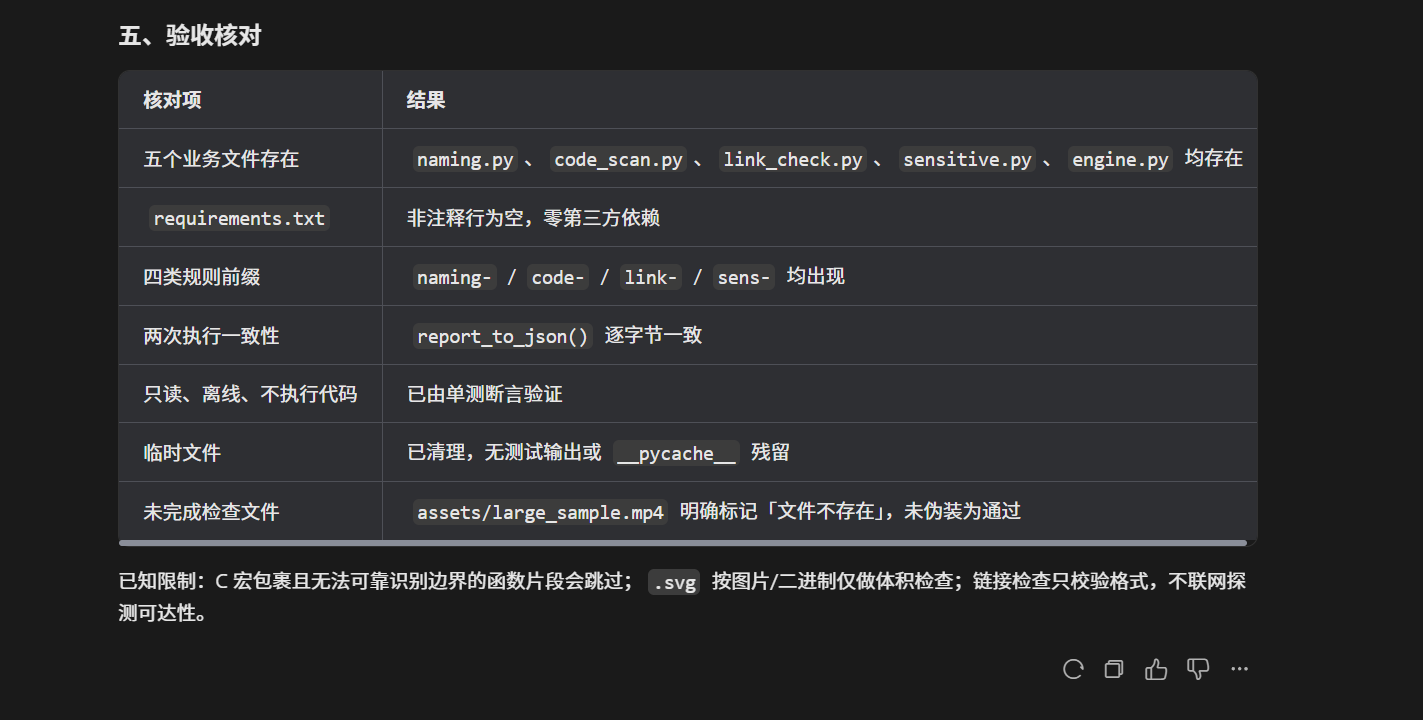 五、验收核对
核对项 结果
五个业务文件存在 naming.py 、 code_scan.py 、 link_check.py 、 sensitive.py 、 engine.py 均存在
requirements.txt 非注释行为空，零第三方依赖
四类规则前缀 naming- / code- / link- / sens- 均出现
两次执行一致性 report_to_json() 逐字节一致
只读、离线、不执行代码 已由单测断言验证
临时文件 已清理，无测试输出或 __pycache__ 残留
未完成检查文件 assets/large_sample.mp4 明确标记「文件不存在」，未伪装为通过
已知限制：C 宏包裹且无法可靠识别边界的函数片段会跳过； .svg 按图片/二进制仅做体积检查；链接检查只校验格式，不联网探
测可达性。